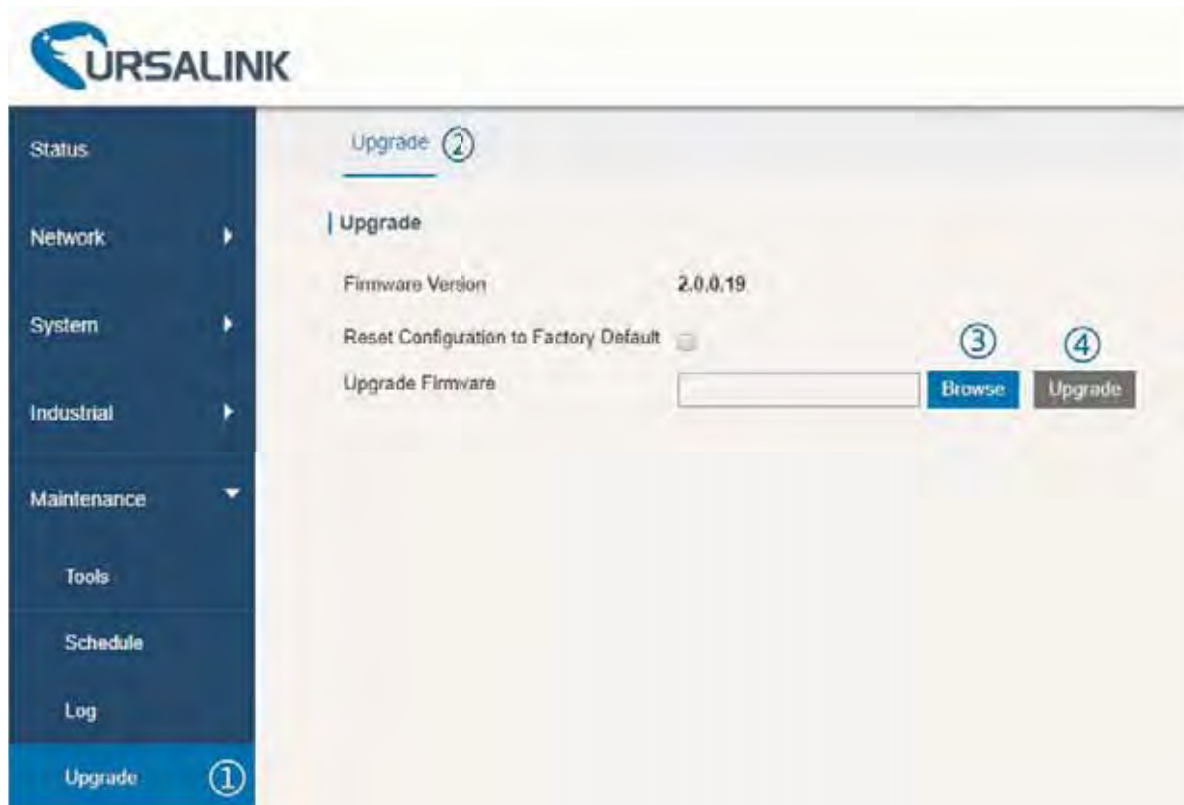 URSALINK
Status
Network
System
Industrial
Maintenance
Tools
Schedule
Log
Upgrade ①
Upgrade ②
Upgrade
Firmware Version 2.0.0.19
Reset Configuration to Factory Default
③ ④
Upgrade Firmware Browse Upgrade